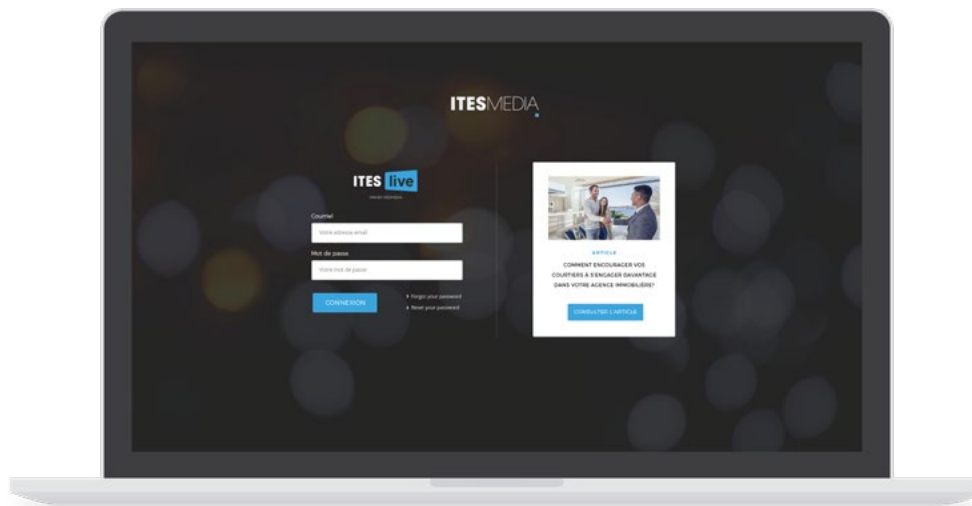 ITESMEDIA
ITES live
Courriel
Votre adresse email
Mot de passe
Votre mot de passe
CONNEXION
Forgot your password
Reset your password
ARTICLE
COMMENT ENCOURAGER VOS
COURTIERS À S'ENGAGER DAVANTAGE
DANS VOTRE AGENCE IMMOBILIÈRE?
CONSULTER L'ARTICLE